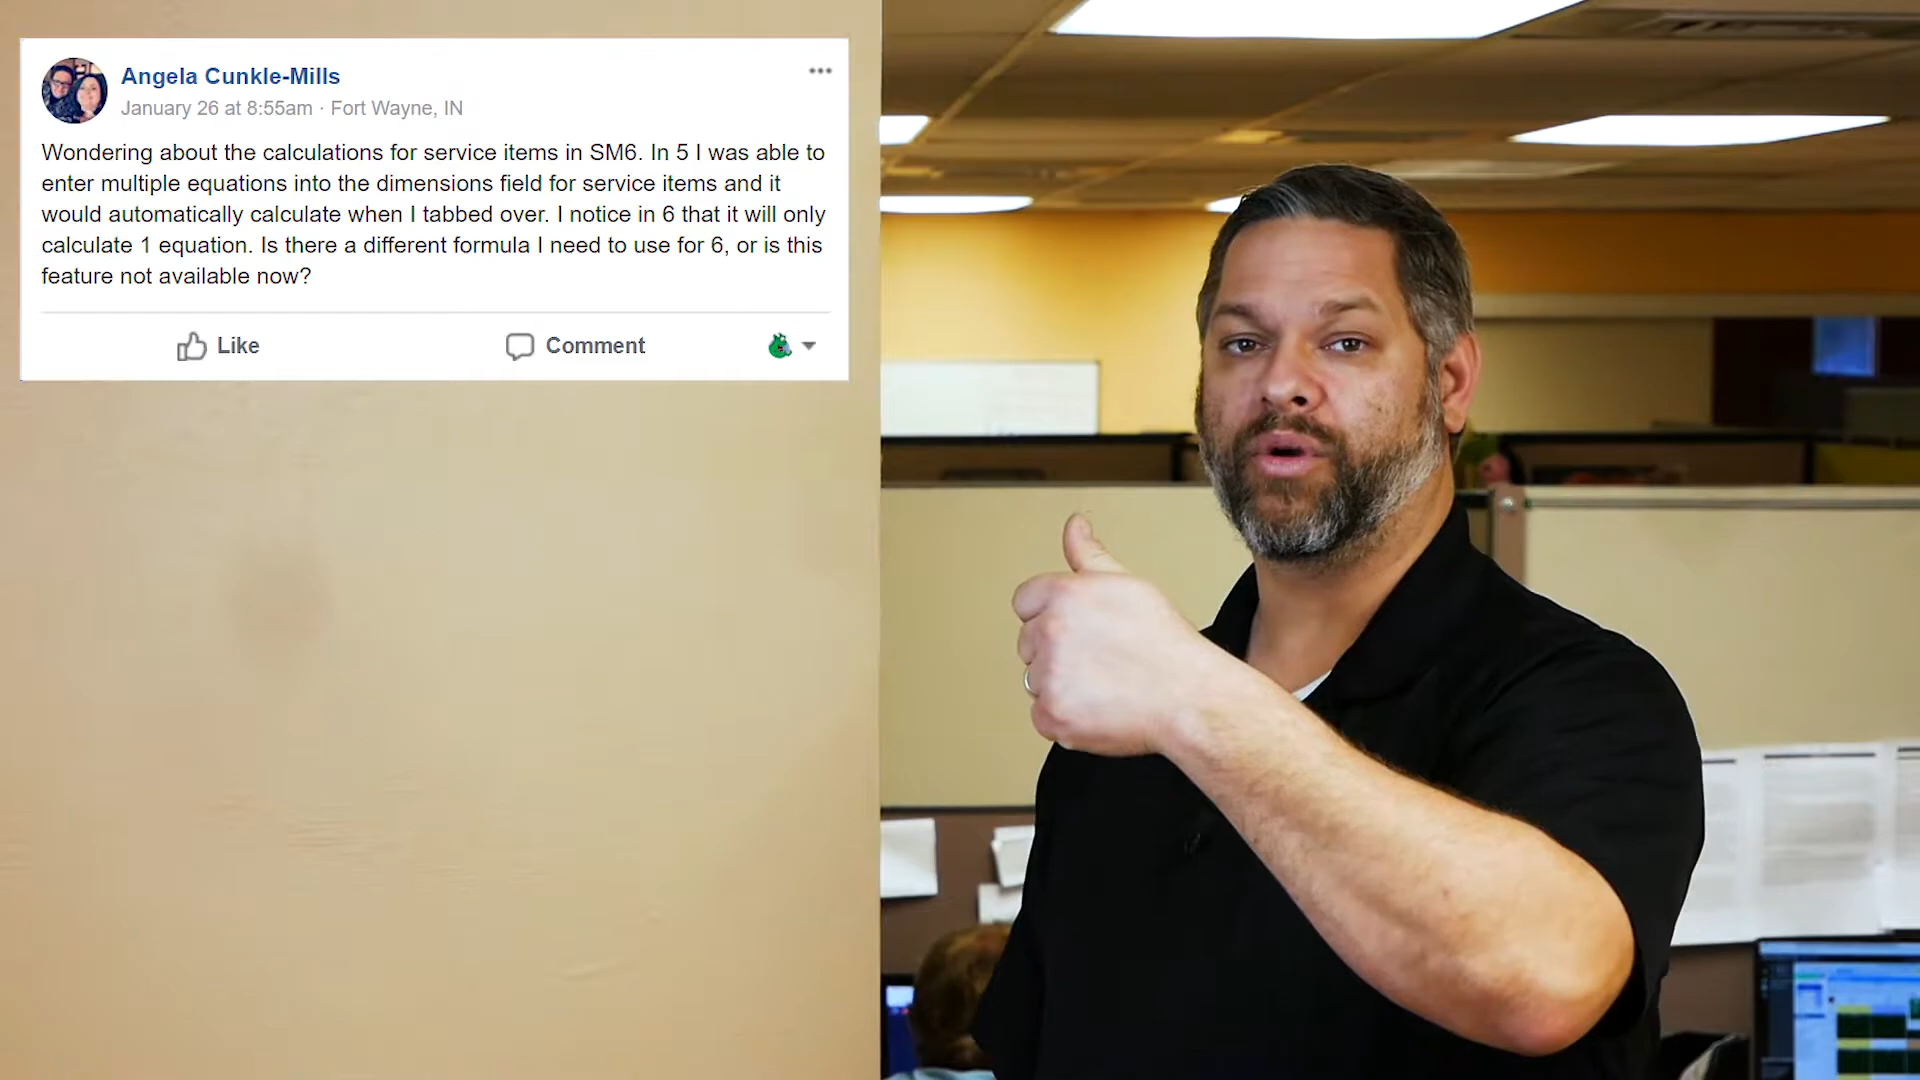 Angela Cunkle-Mills
January 26 at 8:55am · Fort Wayne, IN
Wondering about the calculations for service items in SM6. In 5 I was able to
enter multiple equations into the dimensions field for service items and it
would automatically calculate when I tabbed over. I notice in 6 that it will only
calculate 1 equation. Is there a different formula I need to use for 6, or is this
feature not available now?
Like
Comment